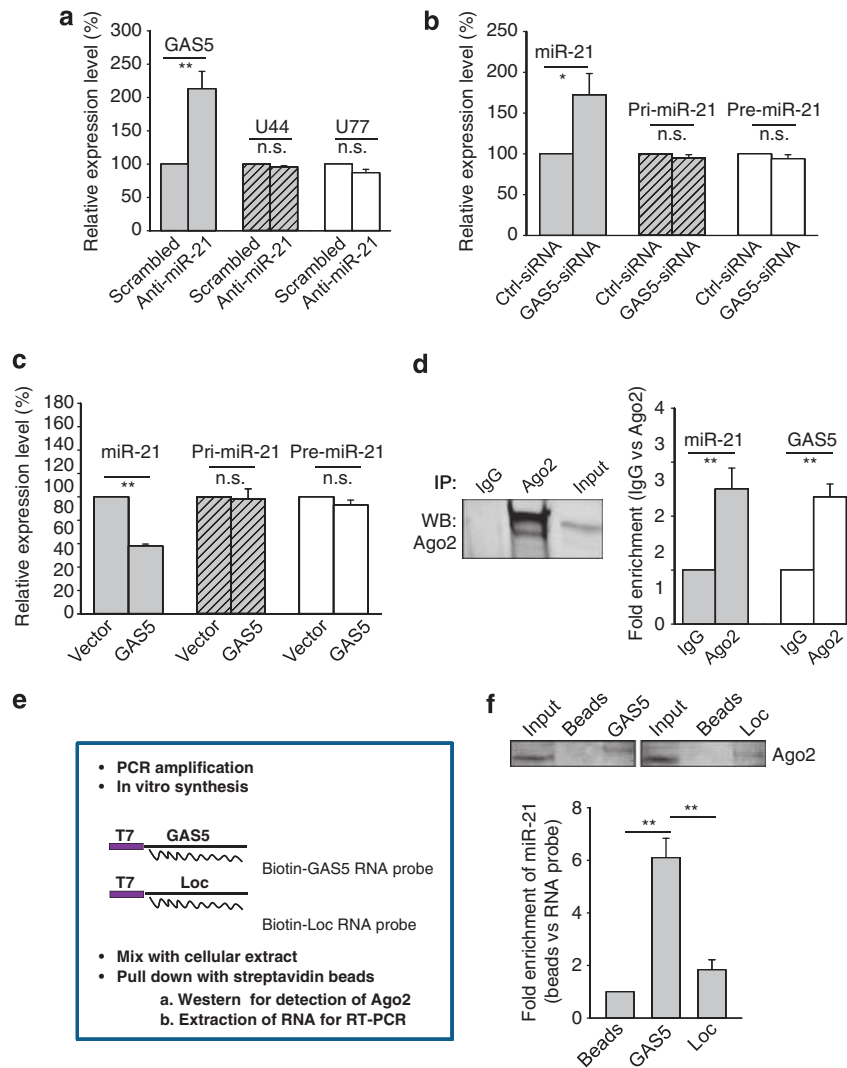 a
Relative expression level (%)
300
250
200
150
100
50
0
GAS5
**
U44
n.s.
U77
n.s.
Scrambled
Anti-miR-21
Scrambled
Anti-miR-21
Scrambled
Anti-miR-21
b
Relative expression level (%)
250
200
150
100
50
0
miR-21
*
Pri-miR-21
n.s.
Pre-miR-21
n.s.
Ctrl-siRNA
GAS5-siRNA
Ctrl-siRNA
GAS5-siRNA
Ctrl-siRNA
GAS5-siRNA
c
Relative expression level (%)
180
160
140
120
100
80
60
40
20
20
0
miR-21
**
Pri-miR-21
n.s.
Pre-miR-21
n.s.
Vector
GAS5
Vector
GAS5
Vector
GAS5
d
IP:
IgG
Ago2
Input
WB:
Ago2
Fold enrichment (IgG vs Ago2)
4
3
3
2
2
1
0
miR-21
**
GAS5
**
IgG
Ago2
IgG
Ago2
e
• PCR amplification
• In vitro synthesis
T7 GAS5
Biotin-GAS5 RNA probe
T7 Loc
Biotin-Loc RNA probe
• Mix with cellular extract
• Pull down with streptavidin beads
a. Western for detection of Ago2
b. Extraction of RNA for RT-PCR
f
Input
Beads
GAS5
Input
Beads
Loc
Ago2
Fold enrichment of miR-21
(beads vs RNA probe)
8
6
4
2
0
**
**
Beads
GAS5
Loc